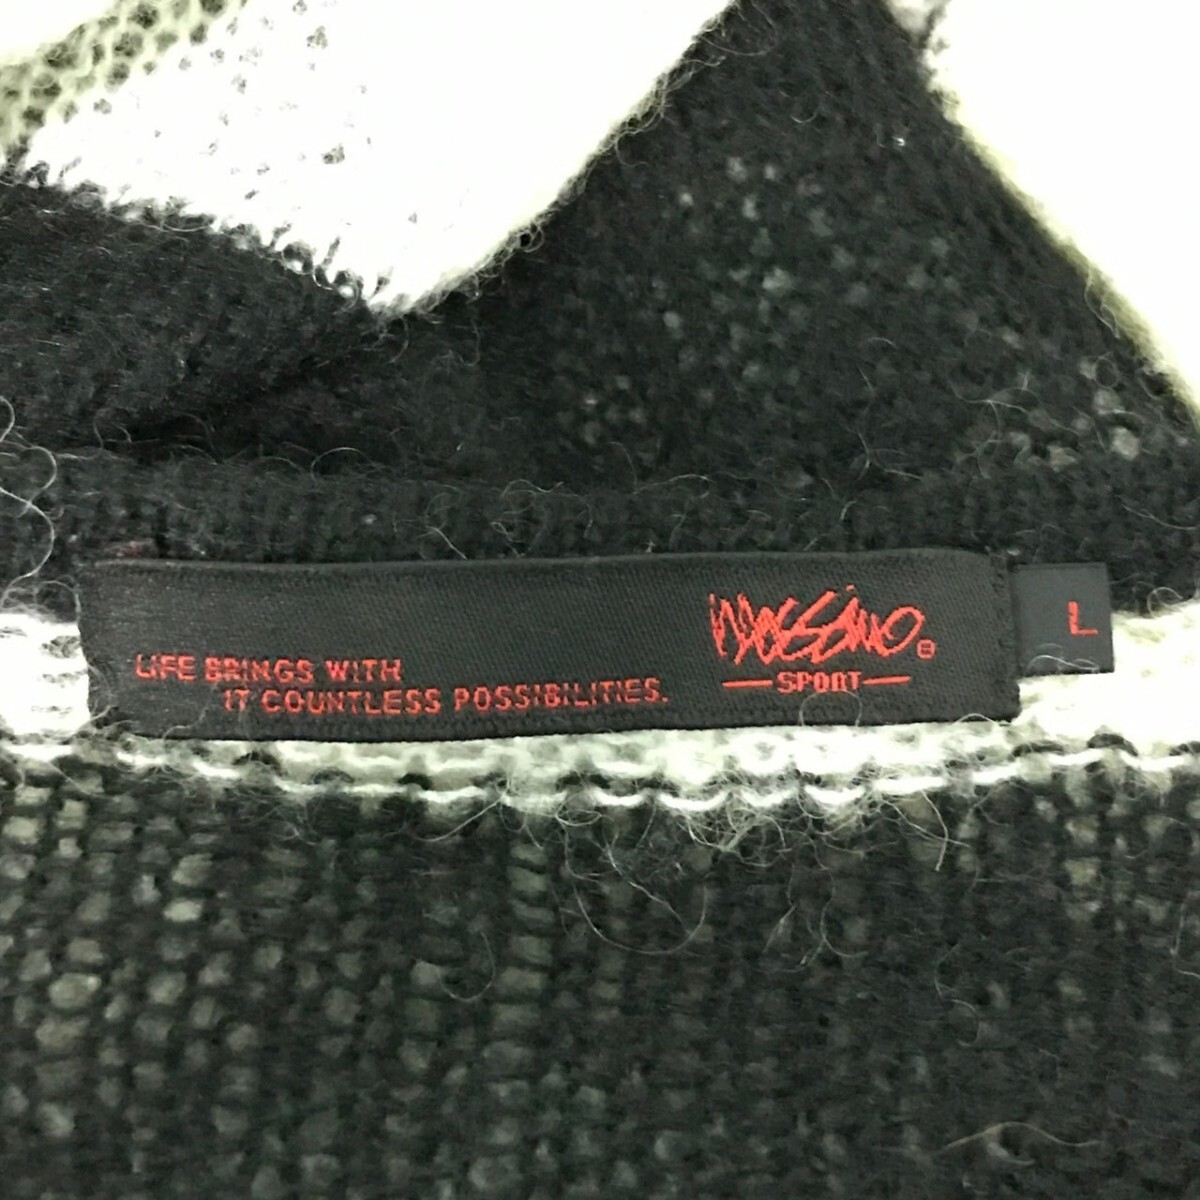 LIFE BRINGS WITH
IT COUNTLESS POSSIBILITIES.
mossimo®
SPORT
L